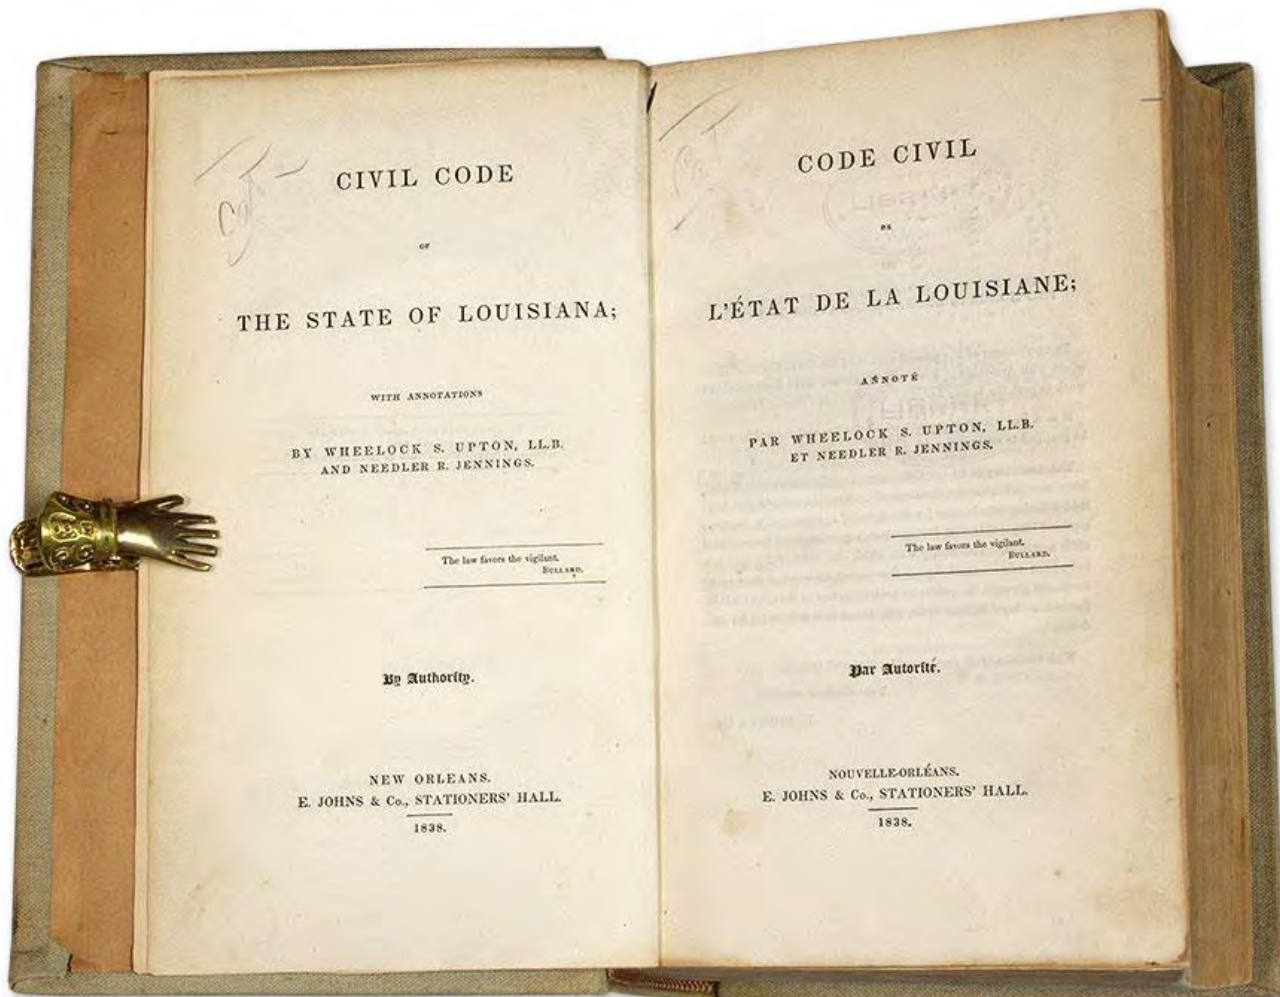 Cat
CIVIL CODE
OF
THE STATE OF LOUISIANA;
WITH ANNOTATIONS
BY WHEELOCK S. UPTON, LL.B.
AND NEEDLER R. JENNINGS.
The law favors the vigilant.
BULLARD.
By Authority.
NEW ORLEANS.
E. JOHNS & Co., STATIONERS' HALL.
1838.
CODE CIVIL
DE
L'ÉTAT DE LA LOUISIANE;
ANNOTÉ
PAR WHEELOCK S. UPTON, LL.B.
ET NEEDLER R. JENNINGS.
The law favors the vigilant.
BULLARD.
Par Autorité.
NOUVELLE-ORLÉANS.
E. JOHNS & Co., STATIONERS' HALL.
1838.